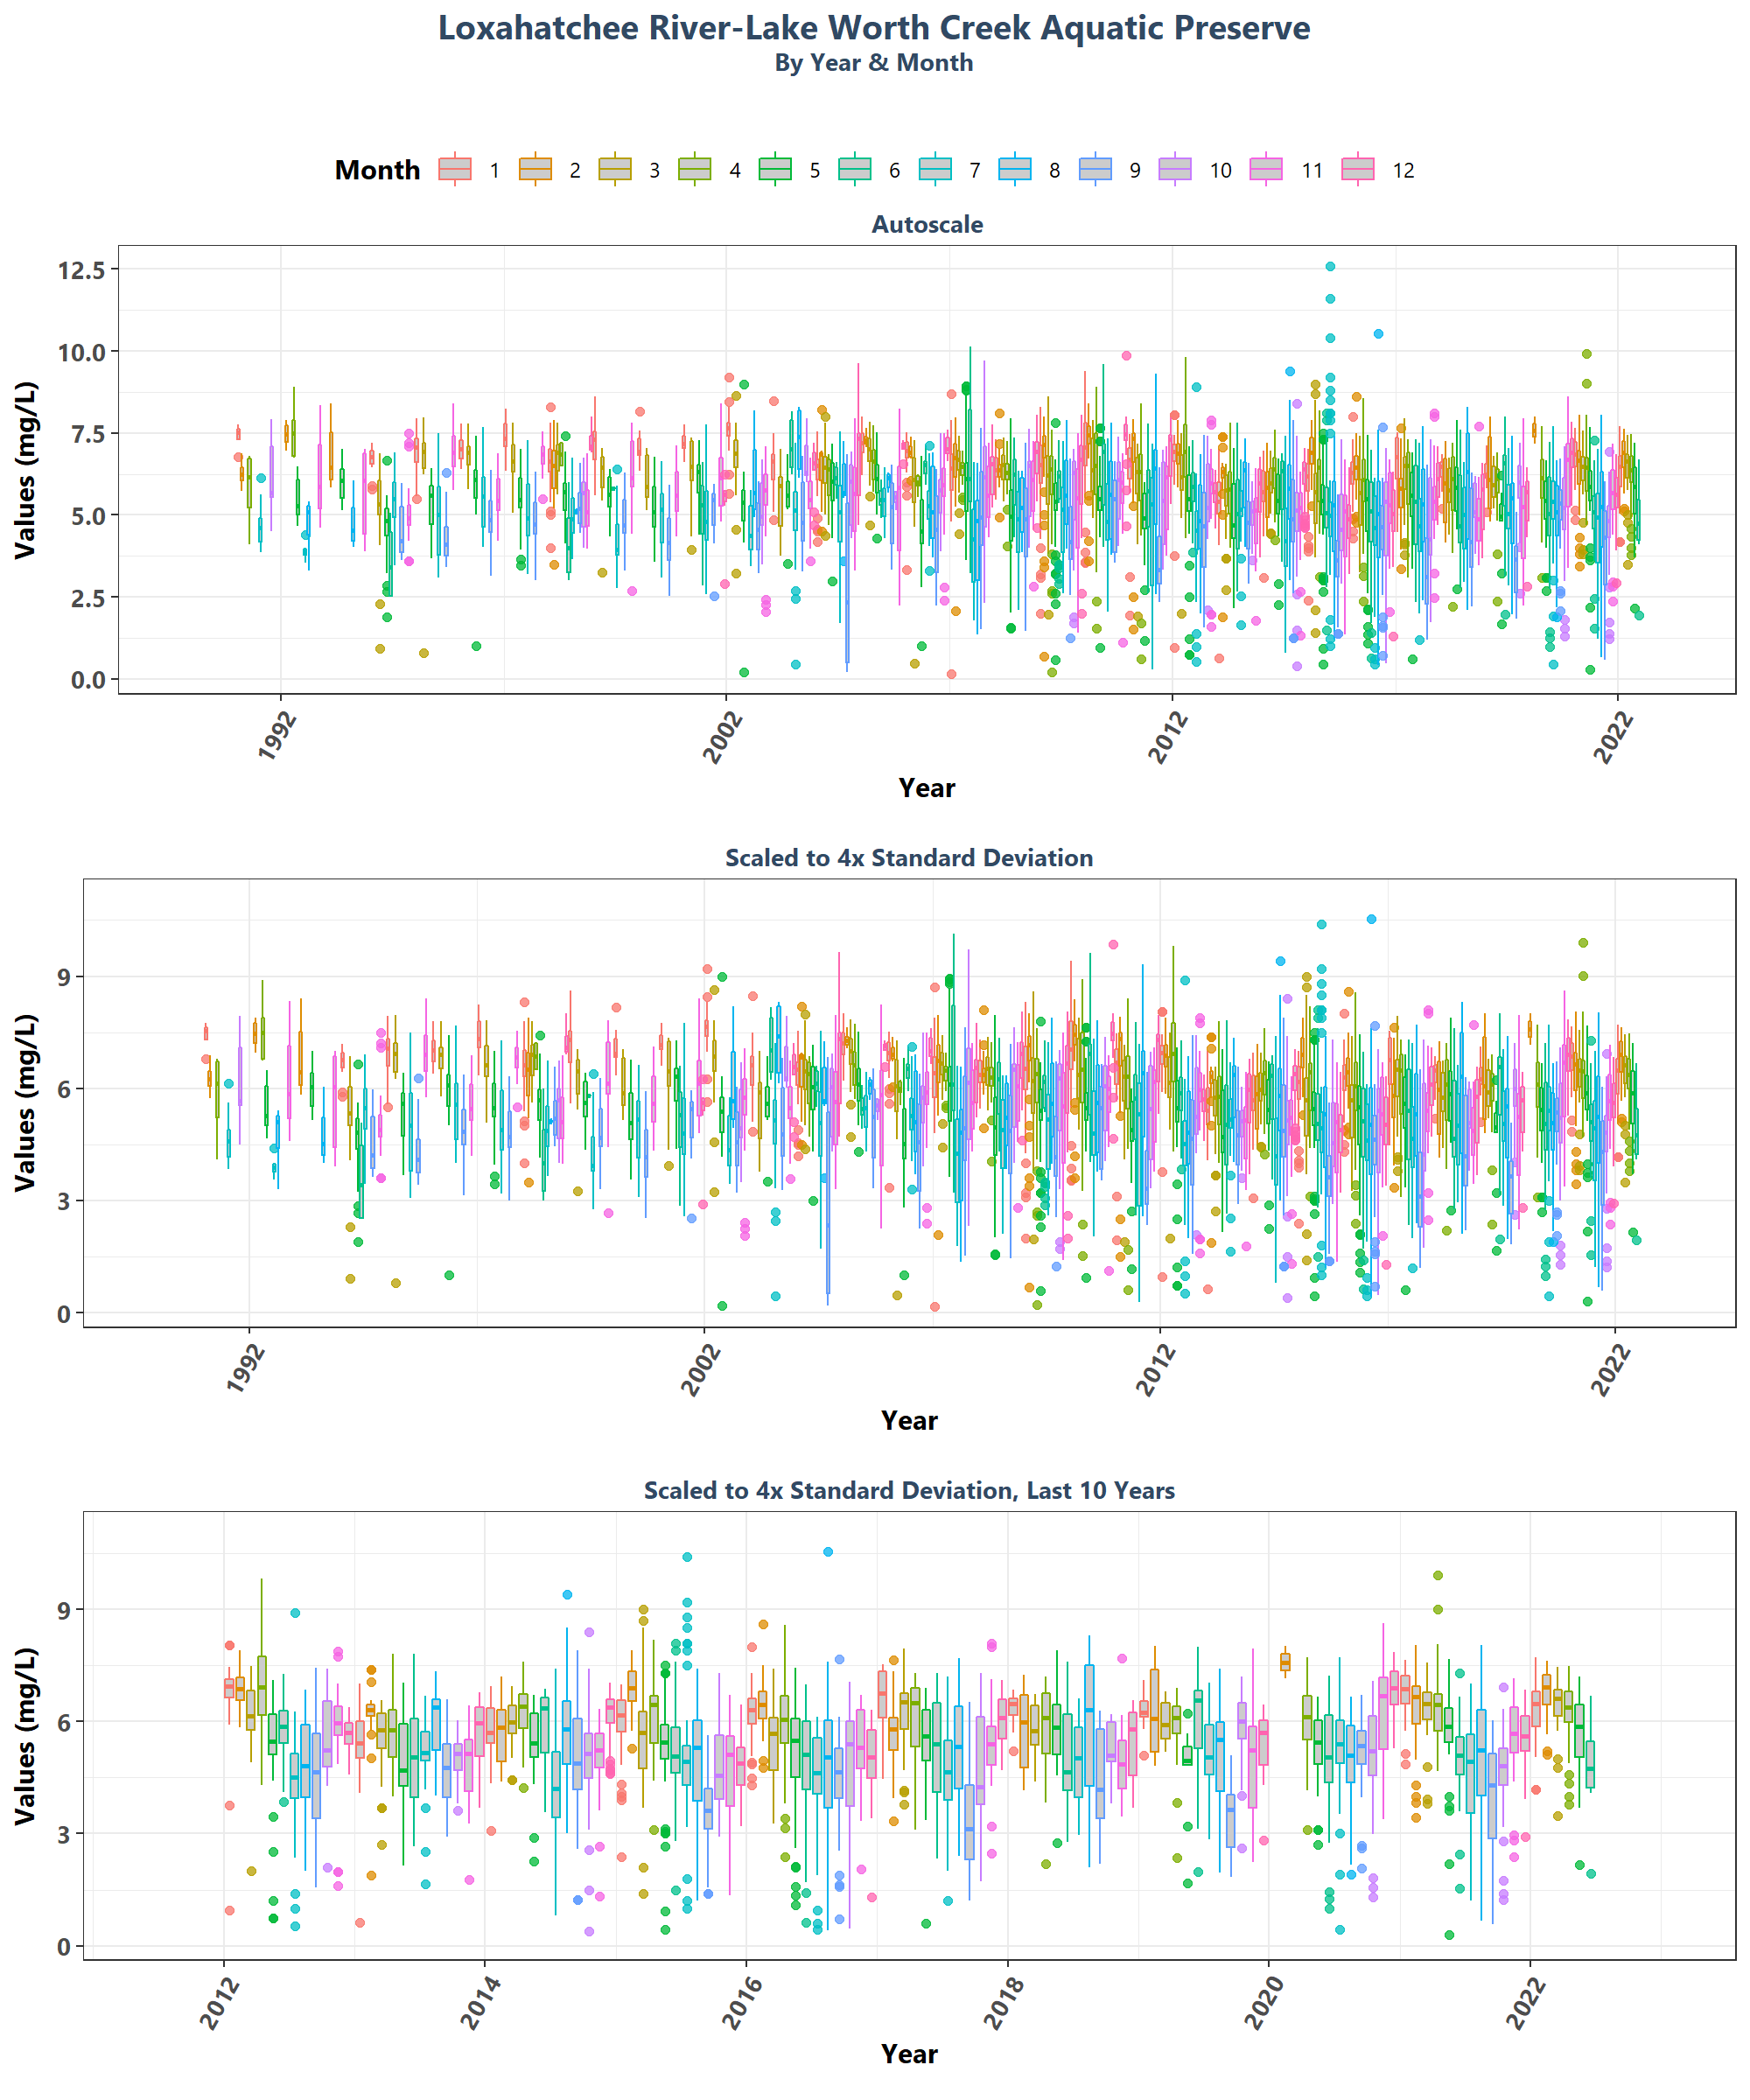 Loxahatchee River-Lake Worth Creek Aquatic Preserve
By Year & Month
Month 1 2 3 4 5 6 7 8 9 10 11 12
Autoscale
Values (mg/L)
12.5
10.0
7.5
5.0
2.5
0.0
1992 2002 2012 2022
Year
Scaled to 4x Standard Deviation
Values (mg/L)
9
6
3
0
1992 2002 2012 2022
Year
Scaled to 4x Standard Deviation, Last 10 Years
Values (mg/L)
9
6
3
0
2012 2014 2016 2018 2020 2022
Year